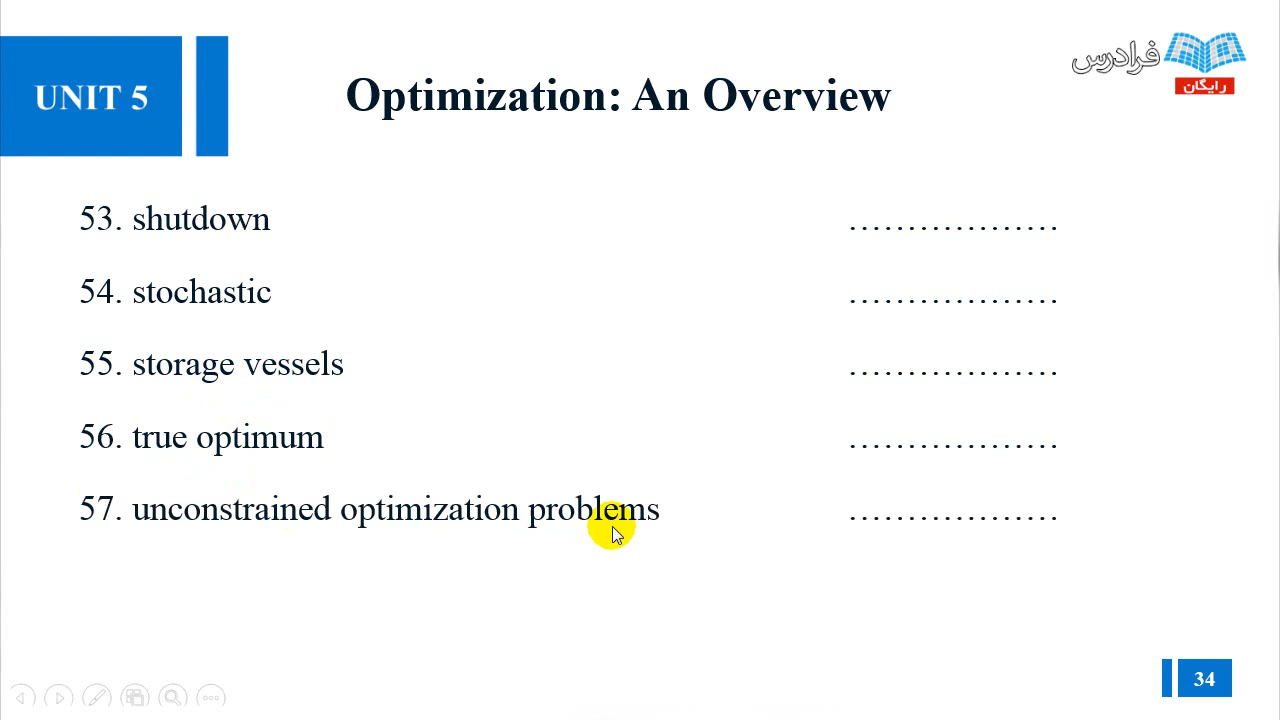 فرادرس
رایگان
UNIT 5
Optimization: An Overview
53. shutdown ..................
54. stochastic ..................
55. storage vessels ..................
56. true optimum ..................
57. unconstrained optimization problems ..................
34